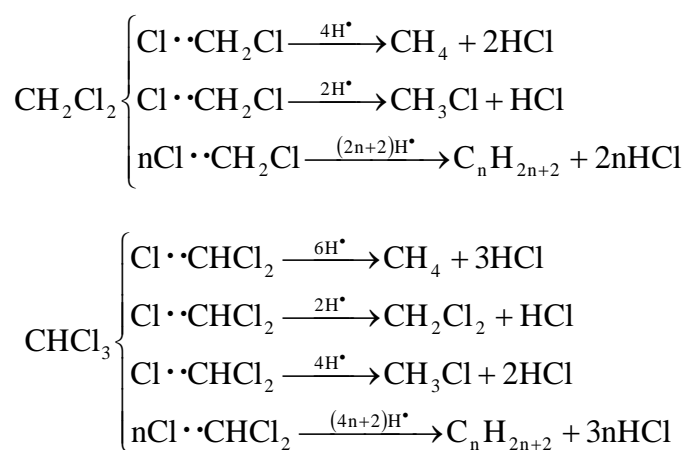 CH₂Cl₂
Cl··CH₂Cl —4H•→ CH₄ + 2HCl
Cl··CH₂Cl —2H•→ CH₃Cl + HCl
nCl··CH₂Cl —(2n+2)H•→ CₙH₂ₙ₊₂ + 2nHCl
CHCl₃
Cl··CHCl₂ —6H•→ CH₄ + 3HCl
Cl··CHCl₂ —2H•→ CH₂Cl₂ + HCl
Cl··CHCl₂ —4H•→ CH₃Cl + 2HCl
nCl··CHCl₂ —(4n+2)H•→ CₙH₂ₙ₊₂ + 3nHCl